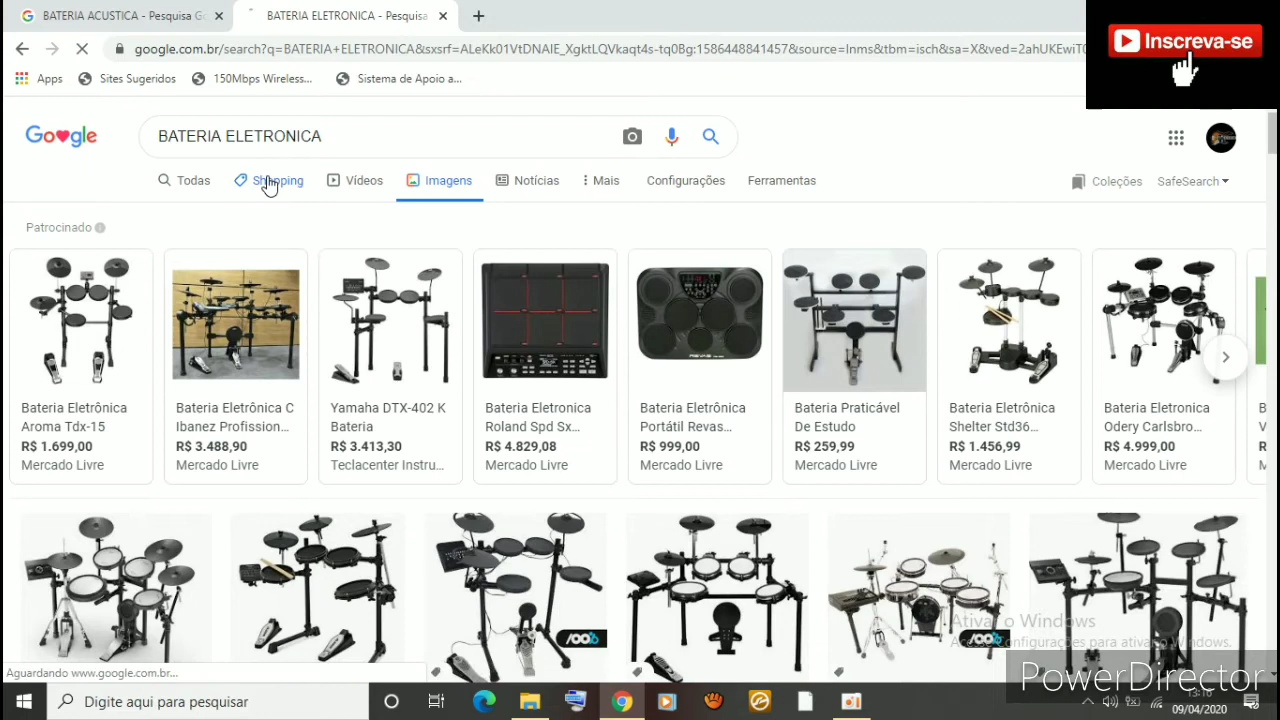 BATERIA ACUSTICA - Pesquisa Go
BATERIA ELETRONICA - Pesquisa
google.com.br/search?q=BATERIA+ELETRONICA&sxsrf=ALeKk01VtDNAIE_XgktLQVkaqt4s-tq0Bg:1586448841457&source=lnms&tbm=isch&sa=X&ved=2ahUKEwiT
Inscreva-se
Apps
Sites Sugeridos
150Mbps Wireless...
Sistema de Apoio a...
Google
BATERIA ELETRONICA
Todas
Shopping
Vídeos
Imagens
Notícias
Mais
Configurações
Ferramentas
Coleções
SafeSearch
Patrocinado
Bateria Eletrônica
Aroma Tdx-15
R$ 1.699,00
Mercado Livre
Bateria Eletrônica C
Ibanez Profission...
R$ 3.488,90
Mercado Livre
Yamaha DTX-402 K
Bateria
R$ 3.413,30
Teclacenter Instru...
Bateria Eletronica
Roland Spd Sx...
R$ 4.829,08
Mercado Livre
Bateria Eletrônica
Portátil Revas...
R$ 999,00
Mercado Livre
Bateria Praticável
De Estudo
R$ 259,99
Mercado Livre
Bateria Eletrônica
Shelter Std36...
R$ 1.456,99
Mercado Livre
Bateria Eletronica
Odery Carlsbro...
R$ 4.999,00
Mercado Livre
Ativar o Windows
Acesse Configurações para ativar o Windows.
Aguardando www.google.com.br...
PowerDirector
Digite aqui para pesquisar
09/04/2020